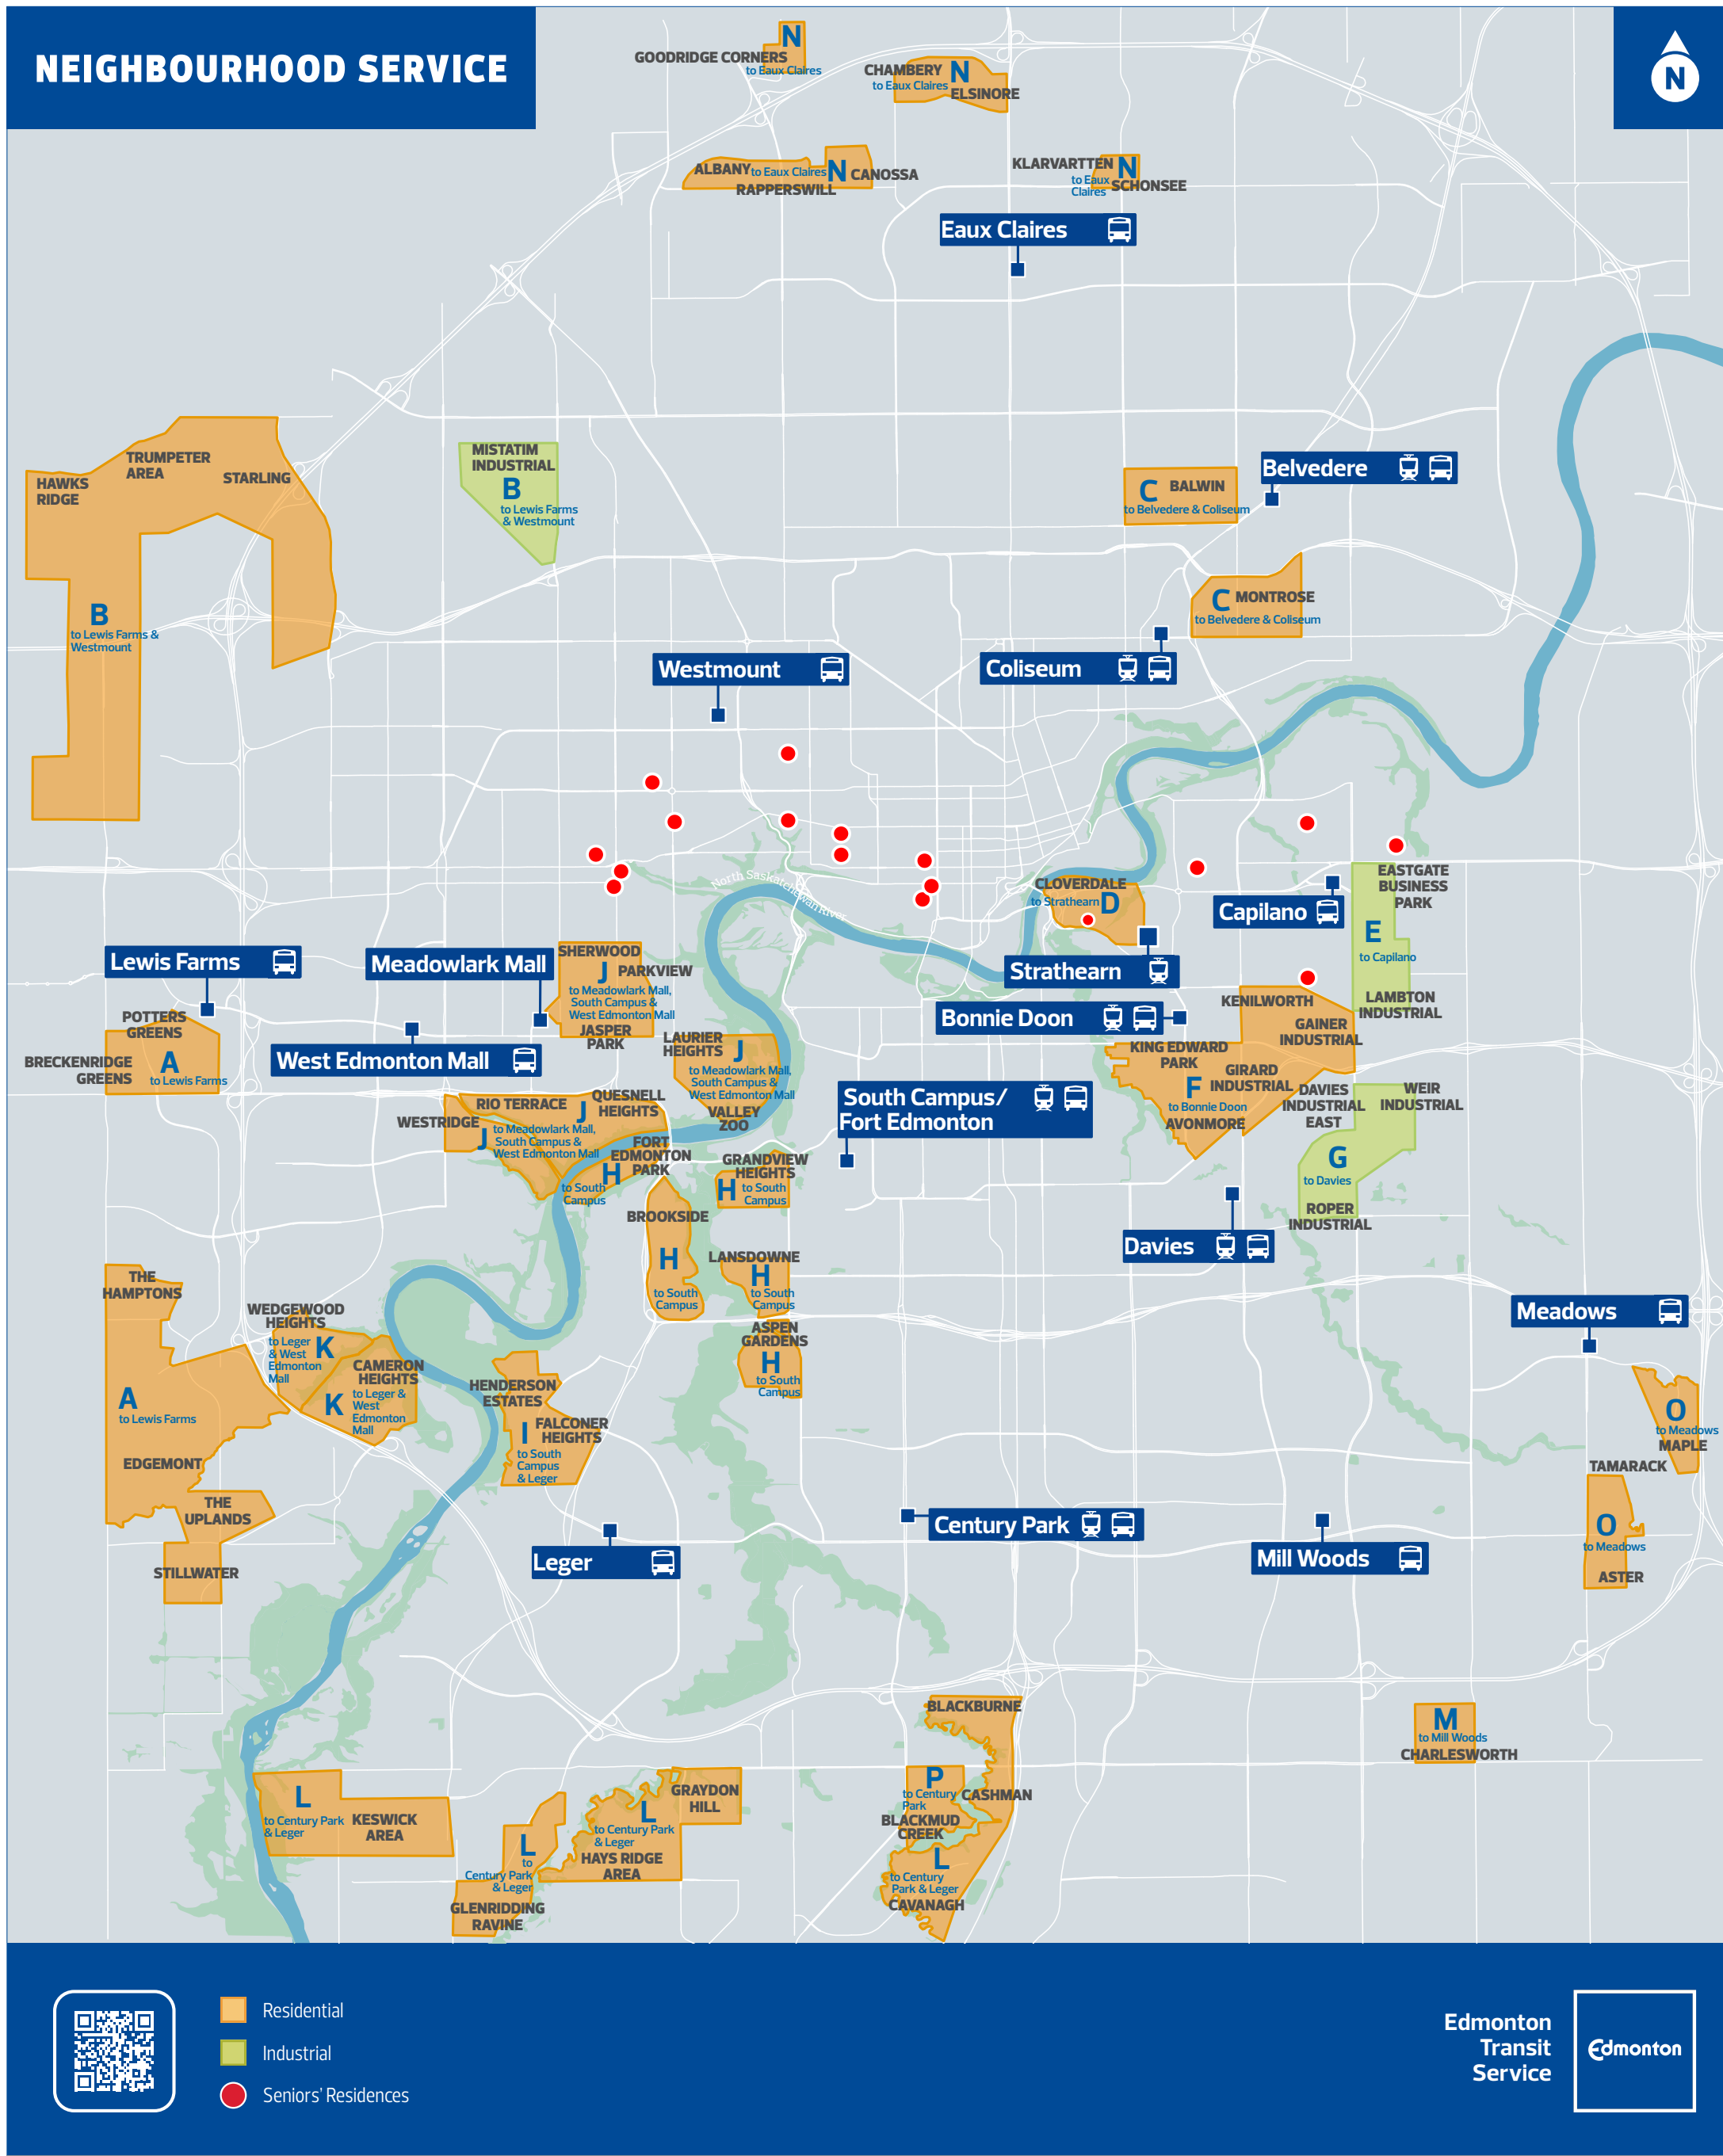 NEIGHBOURHOOD SERVICE
N
N
GOODRIDGE CORNERS
to Eaux Claires
CHAMBERY
N
to Eaux Claires
ELSINORE
ALBANY
to Eaux Claires
N
CANOSSA
RAPPERSWILL
KLARVARTTEN
N
to Eaux
Claires
SCHONSEE
Eaux Claires
TRUMPETER
AREA
STARLING
HAWKS
RIDGE
B
to Lewis Farms &
Westmount
MISTATIM
INDUSTRIAL
B
to Lewis Farms
& Westmount
Belvedere
C
BALWIN
to Belvedere & Coliseum
C
MONTROSE
to Belvedere & Coliseum
Westmount
Coliseum
North Saskatchewan River
CLOVERDALE
to Strathearn
D
Capilano
EASTGATE
BUSINESS
PARK
E
to Capilano
LAMBTON
INDUSTRIAL
Lewis Farms
Meadowlark Mall
SHERWOOD
J
PARKVIEW
to Meadowlark Mall,
South Campus &
West Edmonton Mall
JASPER
PARK
Strathearn
Bonnie Doon
KENILWORTH
GAINER
INDUSTRIAL
POTTERS
GREENS
BRECKENRIDGE
GREENS
A
to Lewis Farms
West Edmonton Mall
LAURIER
HEIGHTS
J
to Meadowlark Mall,
South Campus &
West Edmonton Mall
VALLEY
ZOO
KING EDWARD
PARK
GIRARD
INDUSTRIAL
F
to Bonnie Doon
AVONMORE
DAVIES
INDUSTRIAL
EAST
WEIR
INDUSTRIAL
G
to Davies
ROPER
INDUSTRIAL
South Campus/
Fort Edmonton
RIO TERRACE
J
QUESNELL
HEIGHTS
WESTRIDGE
J
to Meadowlark Mall,
South Campus &
West Edmonton Mall
FORT
EDMONTON
PARK
H
to South
Campus
GRANDVIEW
HEIGHTS
H
to South
Campus
BROOKSIDE
H
to South
Campus
LANSDOWNE
H
to South
Campus
Davies
ASPEN
GARDENS
H
to South
Campus
Meadows
THE
HAMPTONS
WEDGEWOOD
HEIGHTS
to Leger
& West
Edmonton
Mall
K
CAMERON
HEIGHTS
K
to Leger &
West
Edmonton
Mall
A
to Lewis Farms
EDGEMONT
THE
UPLANDS
STILLWATER
HENDERSON
ESTATES
I
FALCONER
HEIGHTS
to South
Campus
& Leger
O
to Meadows
MAPLE
TAMARACK
O
to Meadows
ASTER
Leger
Century Park
Mill Woods
BLACKBURNE
P
to Century
Park
CASHMAN
BLACKMUD
CREEK
L
to Century
Park & Leger
CAVANAGH
M
to Mill Woods
CHARLESWORTH
L
to Century Park
& Leger
KESWICK
AREA
L
to
Century Park
& Leger
GLENRIDDING
RAVINE
GRAYDON
HILL
L
to Century Park
& Leger
HAYS RIDGE
AREA
Residential
Industrial
Seniors' Residences
Edmonton
Transit
Service
Edmonton